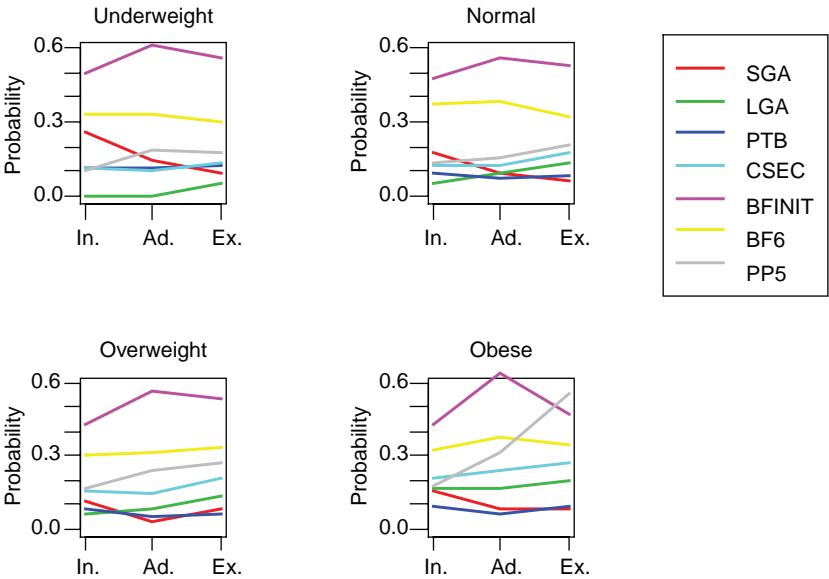 Underweight
Probability
0.6
0.3
0.0
In. Ad. Ex.
Normal
Probability
0.6
0.3
0.0
In. Ad. Ex.
SGA
LGA
PTB
CSEC
BFINIT
BF6
PP5
Overweight
Probability
0.6
0.3
0.0
In. Ad. Ex.
Obese
Probability
0.6
0.3
0.0
In. Ad. Ex.